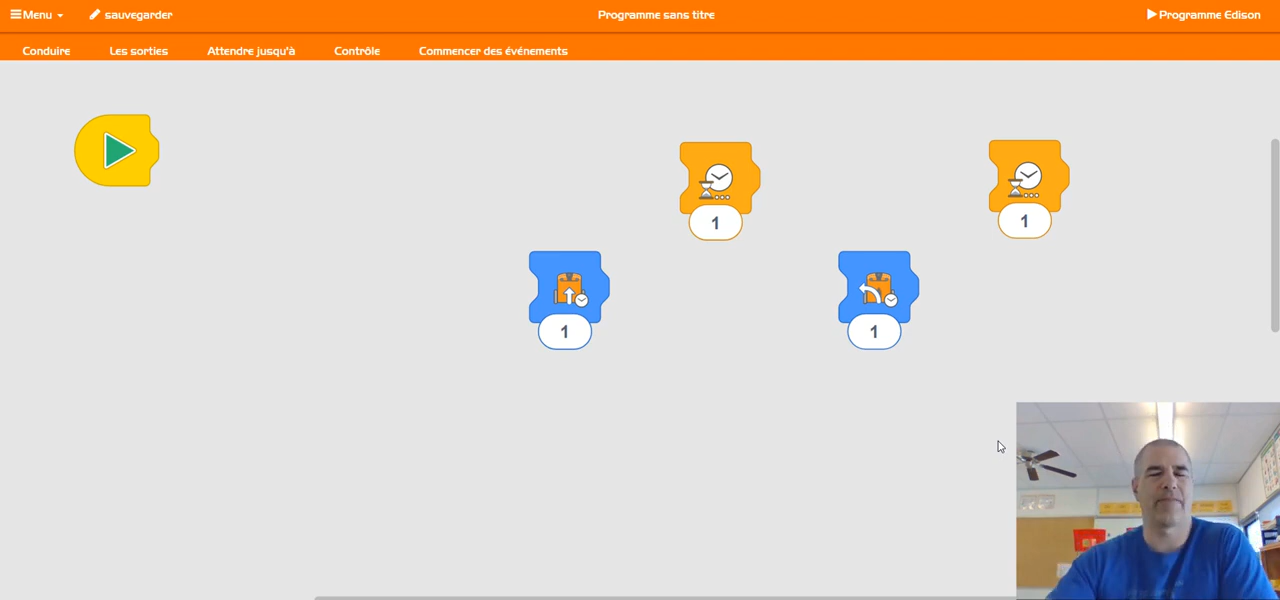 Menu sauvegarder Programme sans titre Programme Edison
Conduire Les sorties Attendre jusqu'à Contrôle Commencer des événements
1 1
1 1